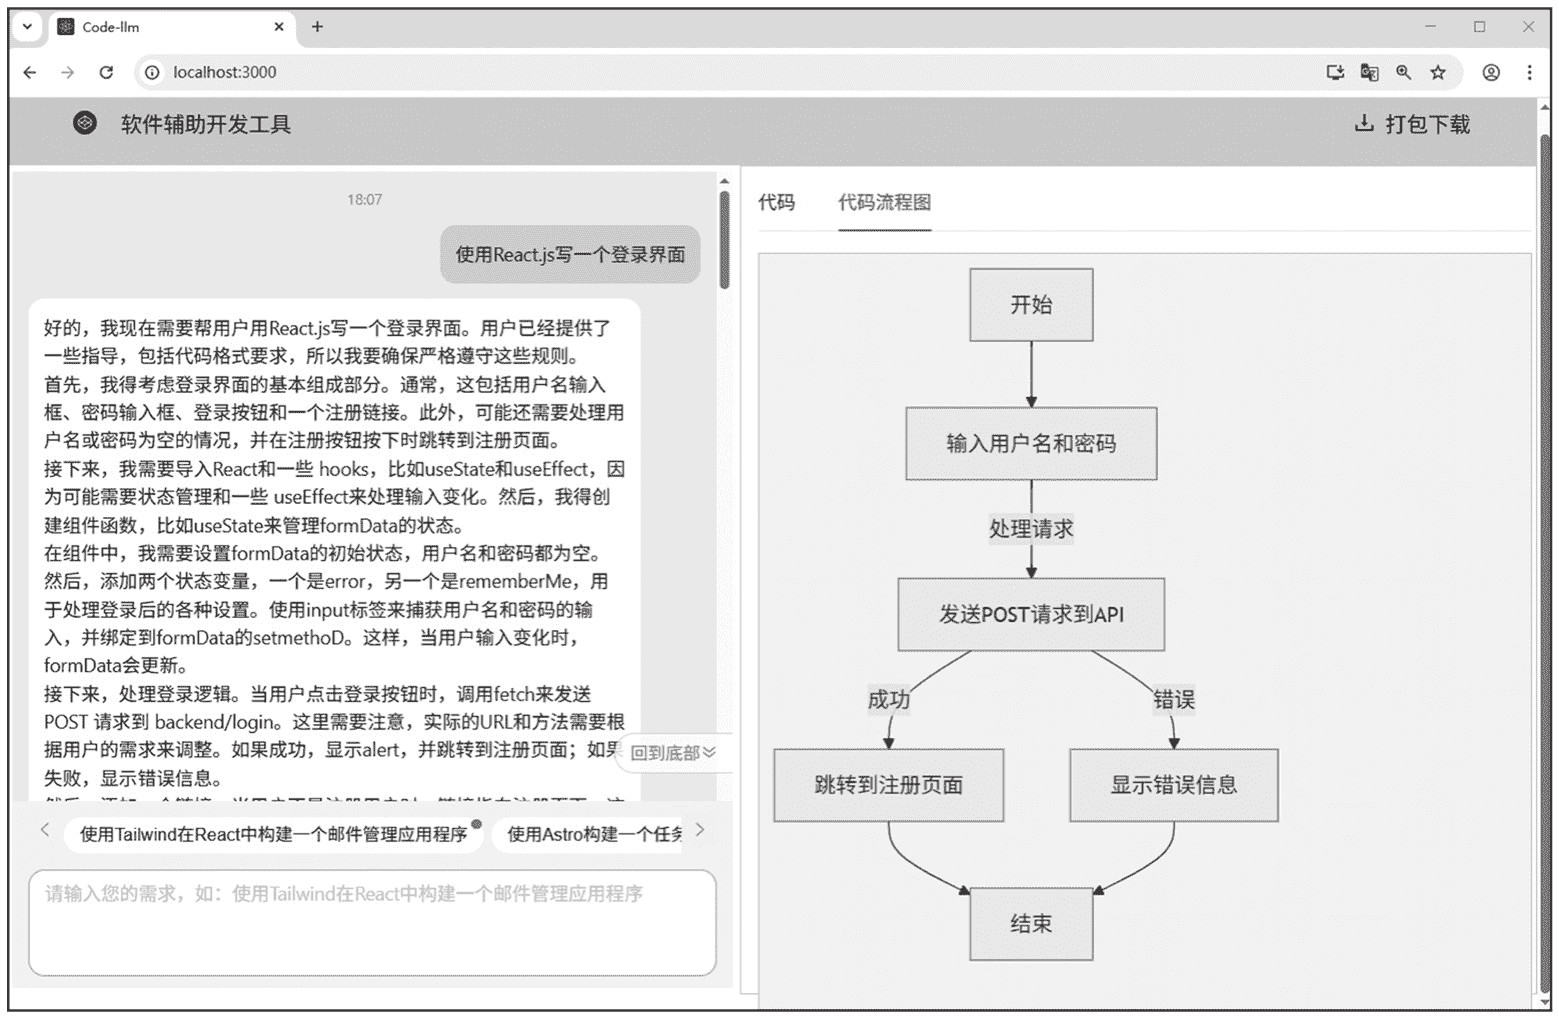 Code-llm
localhost:3000
软件辅助开发工具
打包下载
18:07
使用React.js写一个登录界面
好的，我现在需要帮用户用React.js写一个登录界面。用户已经提供了
一些指导，包括代码格式要求，所以我要确保严格遵守这些规则。
首先，我得考虑登录界面的基本组成部分。通常，这包括用户名输入
框、密码输入框、登录按钮和一个注册链接。此外，可能还需要处理用
户名或密码为空的情况，并在注册按钮按下时跳转到注册页面。
接下来，我需要导入React和一些 hooks，比如useState和useEffect，因
为可能需要状态管理和一些 useEffect来处理输入变化。然后，我得创
建组件函数，比如useState来管理formData的状态。
在组件中，我需要设置formData的初始状态，用户名和密码都为空。
然后，添加两个状态变量，一个是error，另一个是rememberMe，用
于处理登录后的各种设置。使用input标签来捕获用户名和密码的输
入，并绑定到formData的setmethoD。这样，当用户输入变化时，
formData会更新。
接下来，处理登录逻辑。当用户点击登录按钮时，调用fetch来发送
POST 请求到 backend/login。这里需要注意，实际的URL和方法需要根
据用户的需求来调整。如果成功，显示alert，并跳转到注册页面；如果
失败，显示错误信息。
回到底部
使用Tailwind在React中构建一个邮件管理应用程序
使用Astro构建一个任务
请输入您的需求，如：使用Tailwind在React中构建一个邮件管理应用程序
代码
代码流程图
开始
输入用户名和密码
处理请求
发送POST请求到API
成功
错误
跳转到注册页面
显示错误信息
结束